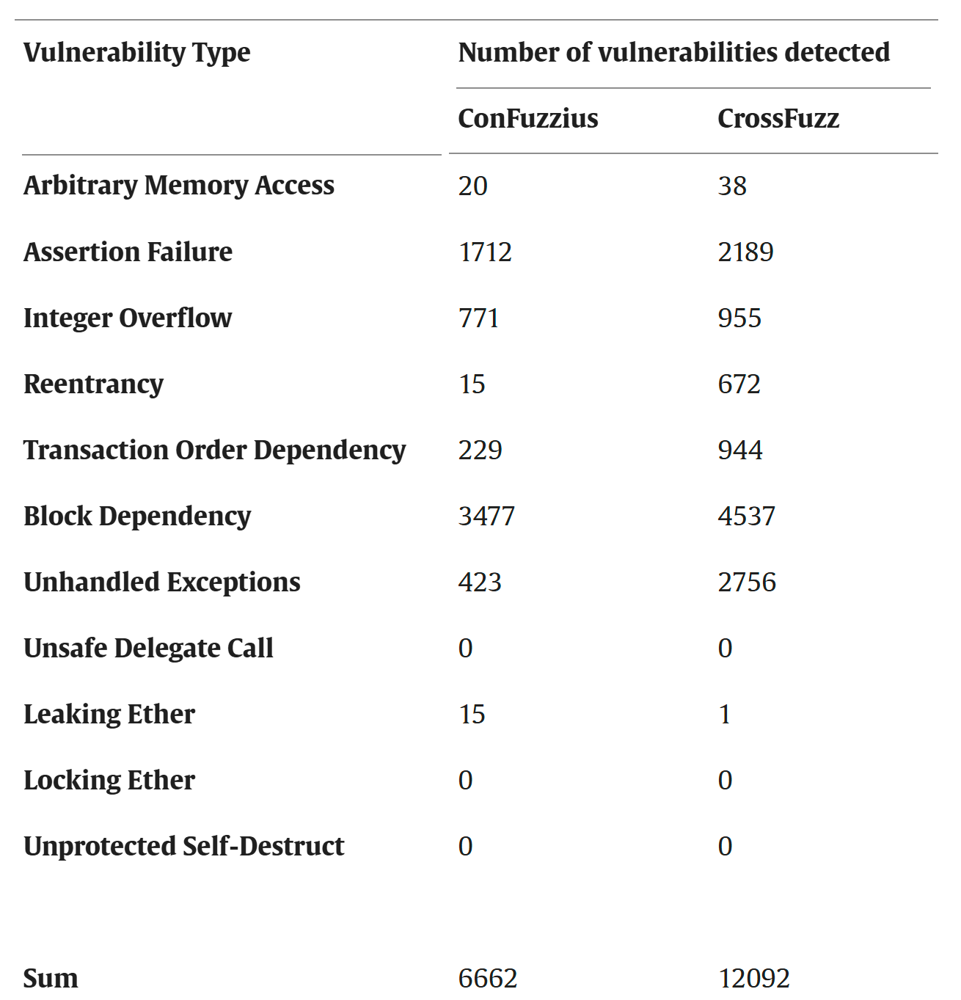 Vulnerability Type Number of vulnerabilities detected
ConFuzzius CrossFuzz
Arbitrary Memory Access 20 38
Assertion Failure 1712 2189
Integer Overflow 771 955
Reentrancy 15 672
Transaction Order Dependency 229 944
Block Dependency 3477 4537
Unhandled Exceptions 423 2756
Unsafe Delegate Call 0 0
Leaking Ether 15 1
Locking Ether 0 0
Unprotected Self-Destruct 0 0
Sum 6662 12092